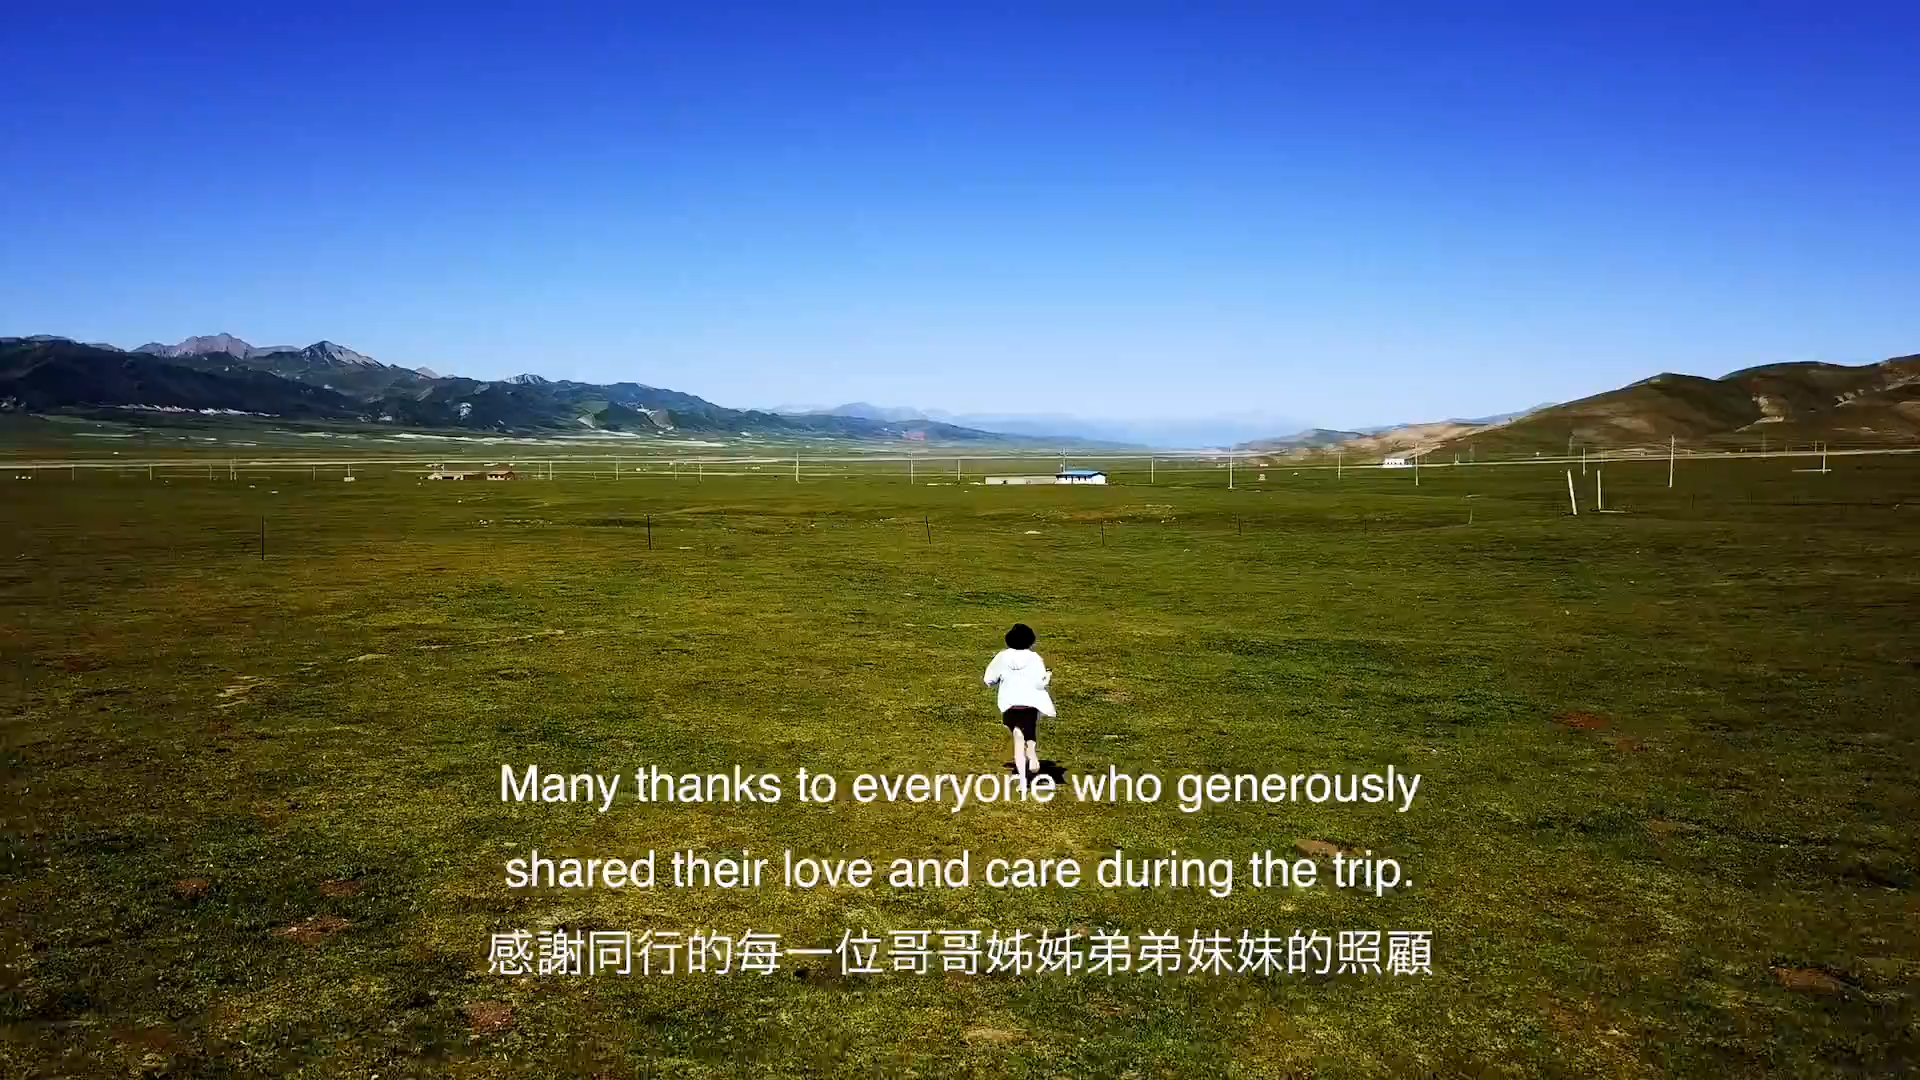 Many thanks to everyone who generously
shared their love and care during the trip.
感謝同行的每一位哥哥姊姊弟弟妹妹的照顧